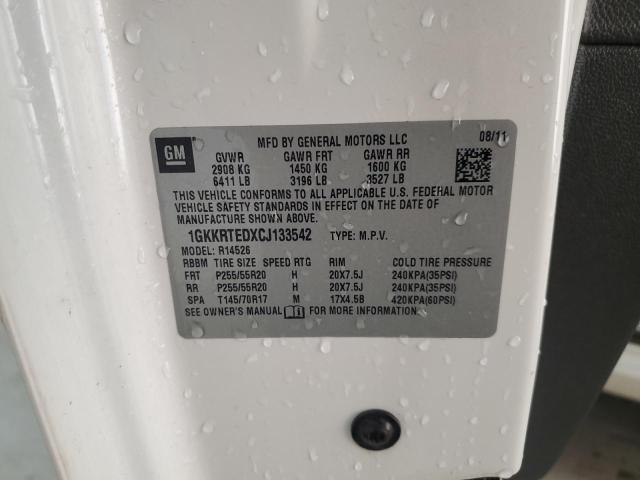 GM
MFD BY GENERAL MOTORS LLC 08/11
GVWR GAWR FRT GAWR RR
2908 KG 1450 KG 1600 KG
6411 LB 3196 LB 3527 LB
THIS VEHICLE CONFORMS TO ALL APPLICABLE U.S. FEDERAL MOTOR
VEHICLE SAFETY STANDARDS IN EFFECT ON THE DATE OF
MANUFACTURE SHOWN ABOVE.
1GKKRTEDXCJ133542 TYPE: M.P.V.
MODEL: R14526
RBBM TIRE SIZE SPEED RTG RIM COLD TIRE PRESSURE
FRT P255/55R20 H 20X7.5J 240KPA(35PSI)
RR P255/55R20 H 20X7.5J 240KPA(35PSI)
SPA T145/70R17 M 17X4.5B 420KPA(60PSI)
SEE OWNER'S MANUAL FOR MORE INFORMATION.